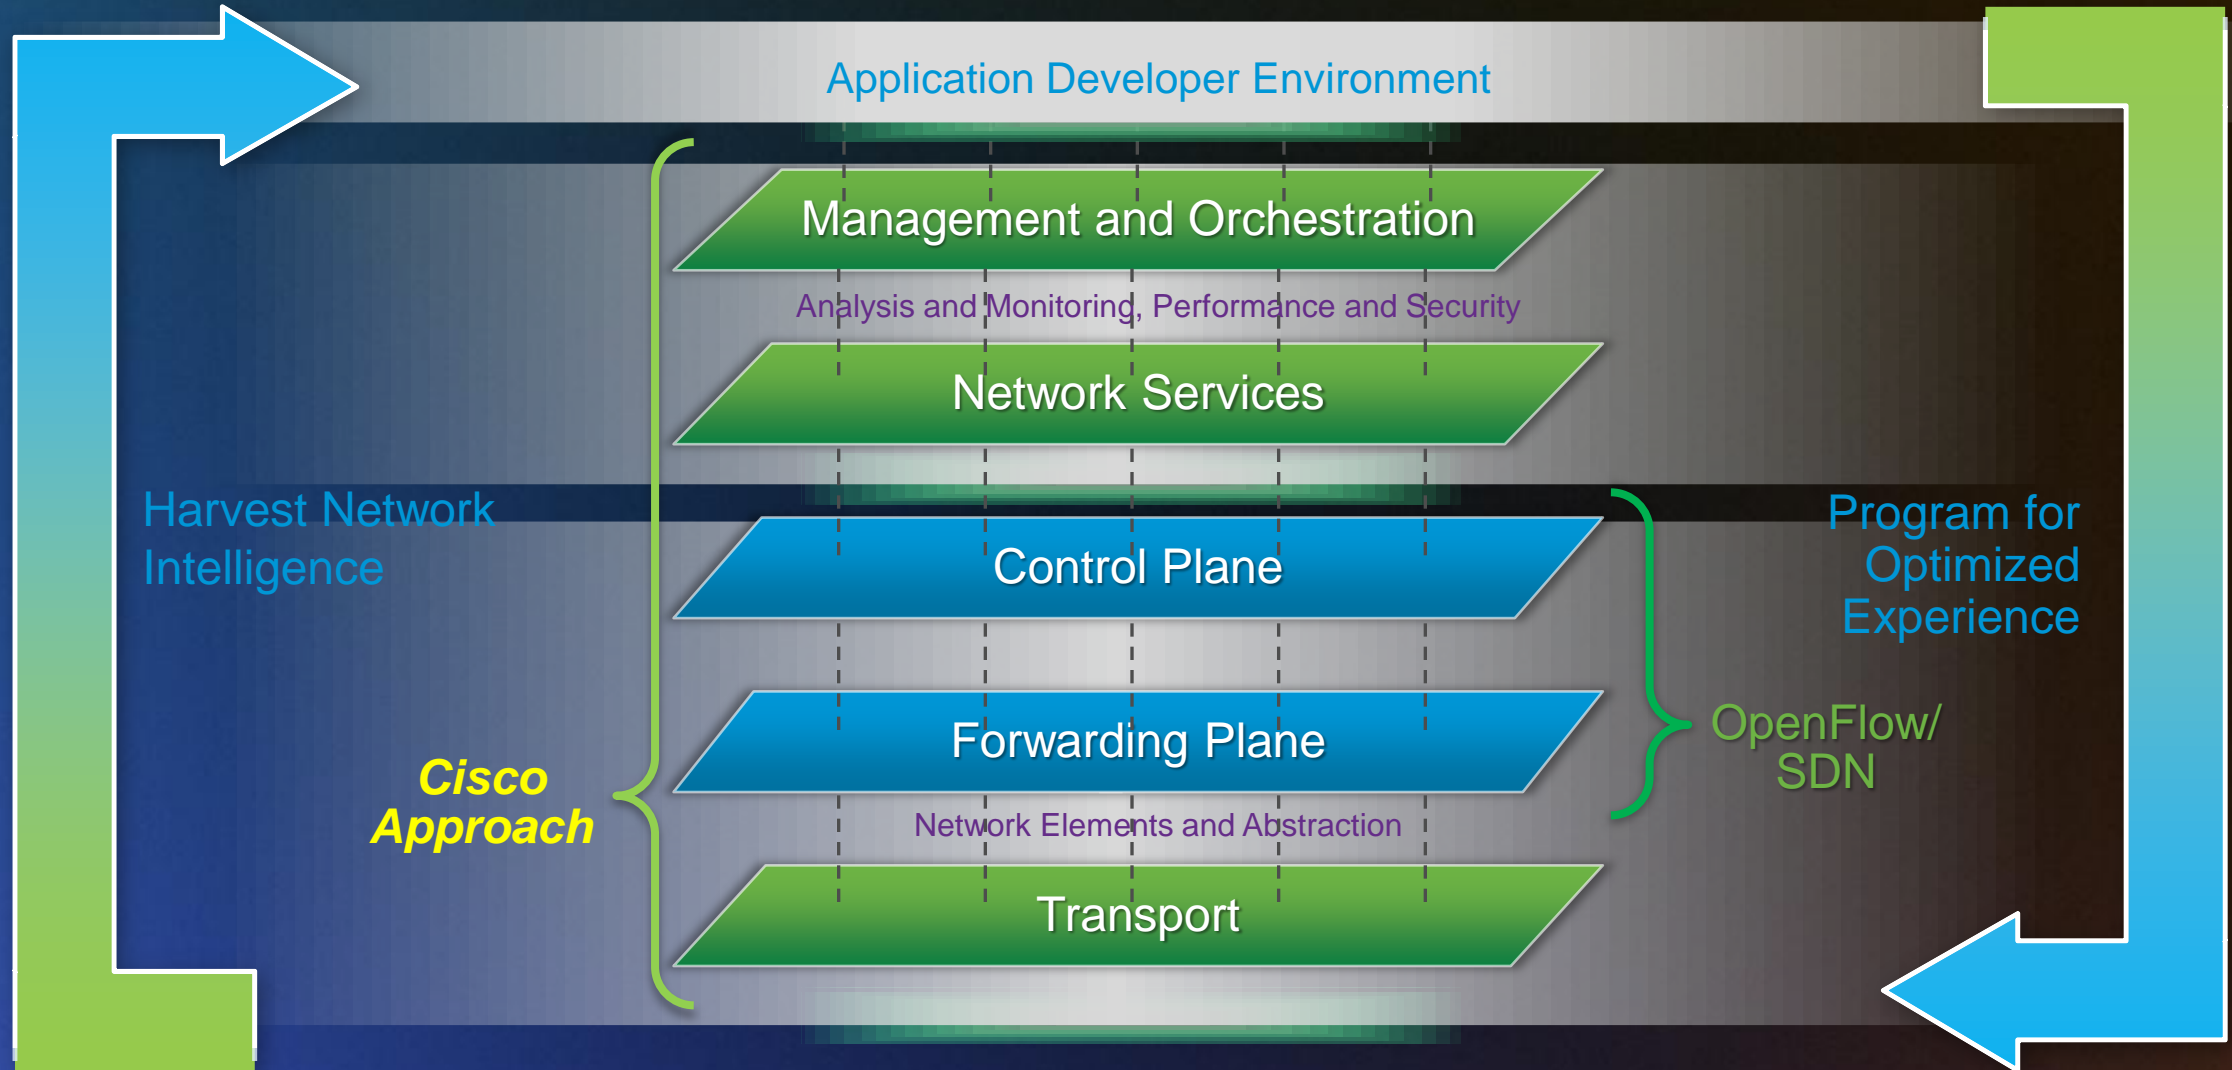 Application Developer Environment
Management and Orchestration
Analysis and Monitoring, Performance and Security
Network Services
Harvest Network
Intelligence
Control Plane
Program for
Optimized
Experience
Forwarding Plane
OpenFlow/
SDN
Cisco
Approach
Network Elements and Abstraction
Transport